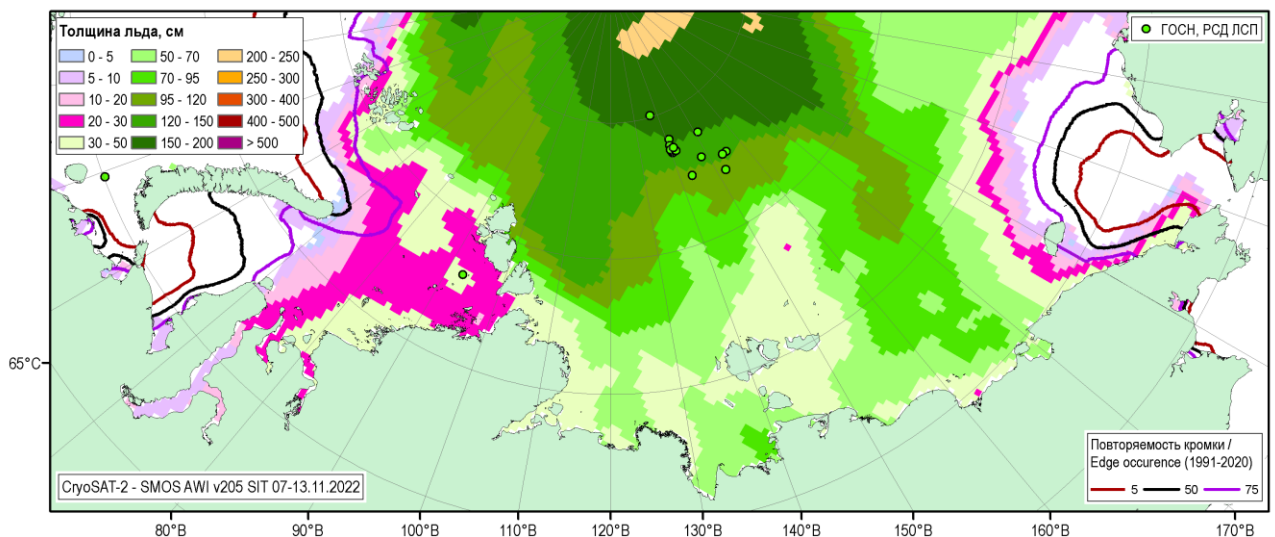 Толщина льда, см
0 - 5
50 - 70
200 - 250
5 - 10
70 - 95
250 - 300
10 - 20
95 - 120
300 - 400
20 - 30
120 - 150
400 - 500
30 - 50
150 - 200
> 500
ГОСН, РСД ЛСП
65°С
Повторяемость кромки /
Edge occurence (1991-2020)
5 50 75
CryoSAT-2 - SMOS AWI v205 SIT 07-13.11.2022
80°В 90°В 100°В 110°В 120°В 130°В 140°В 150°В 160°В 170°В